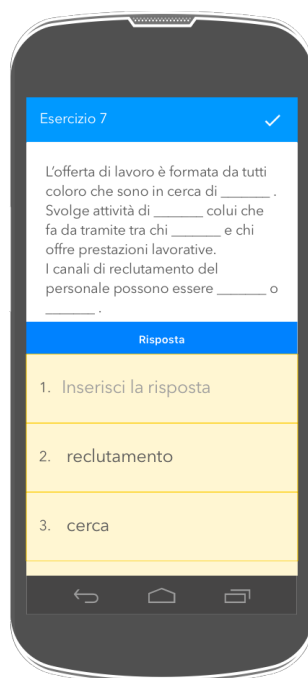 Esercizio 7
L'offerta di lavoro è formata da tutti
coloro che sono in cerca di _______ .
Svolge attività di _______ colui che
fa da tramite tra chi _______ e chi
offre prestazioni lavorative.
I canali di reclutamento del
personale possono essere _______ o
_______ .
Risposta
1. Inserisci la risposta
2. reclutamento
3. cerca